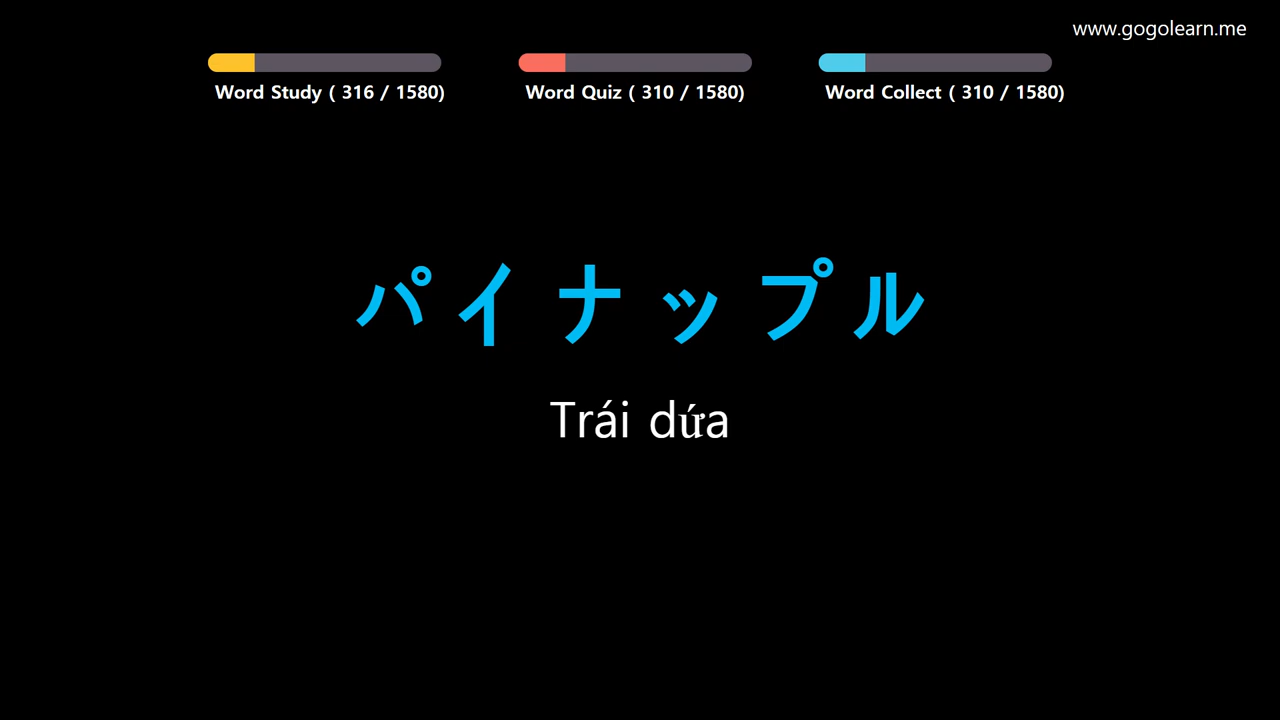 www.gogolearn.me
Word Study ( 316 / 1580)
Word Quiz ( 310 / 1580)
Word Collect ( 310 / 1580)
パイナップル
Trái dứa